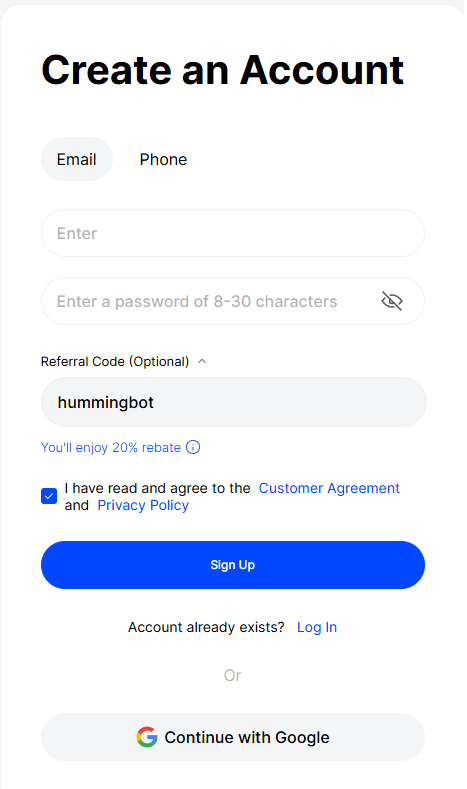 Create an Account
Email Phone
Enter
Enter a password of 8-30 characters
Referral Code (Optional)
hummingbot
You'll enjoy 20% rebate
I have read and agree to the Customer Agreement
and Privacy Policy
Sign Up
Account already exists? Log In
Or
Continue with Google